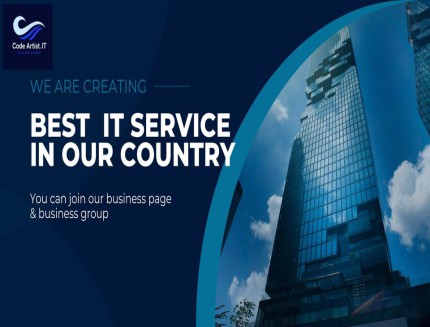 Code Artist.IT
WE ARE CREATING
BEST IT SERVICE
IN OUR COUNTRY
You can join our business page
& business group